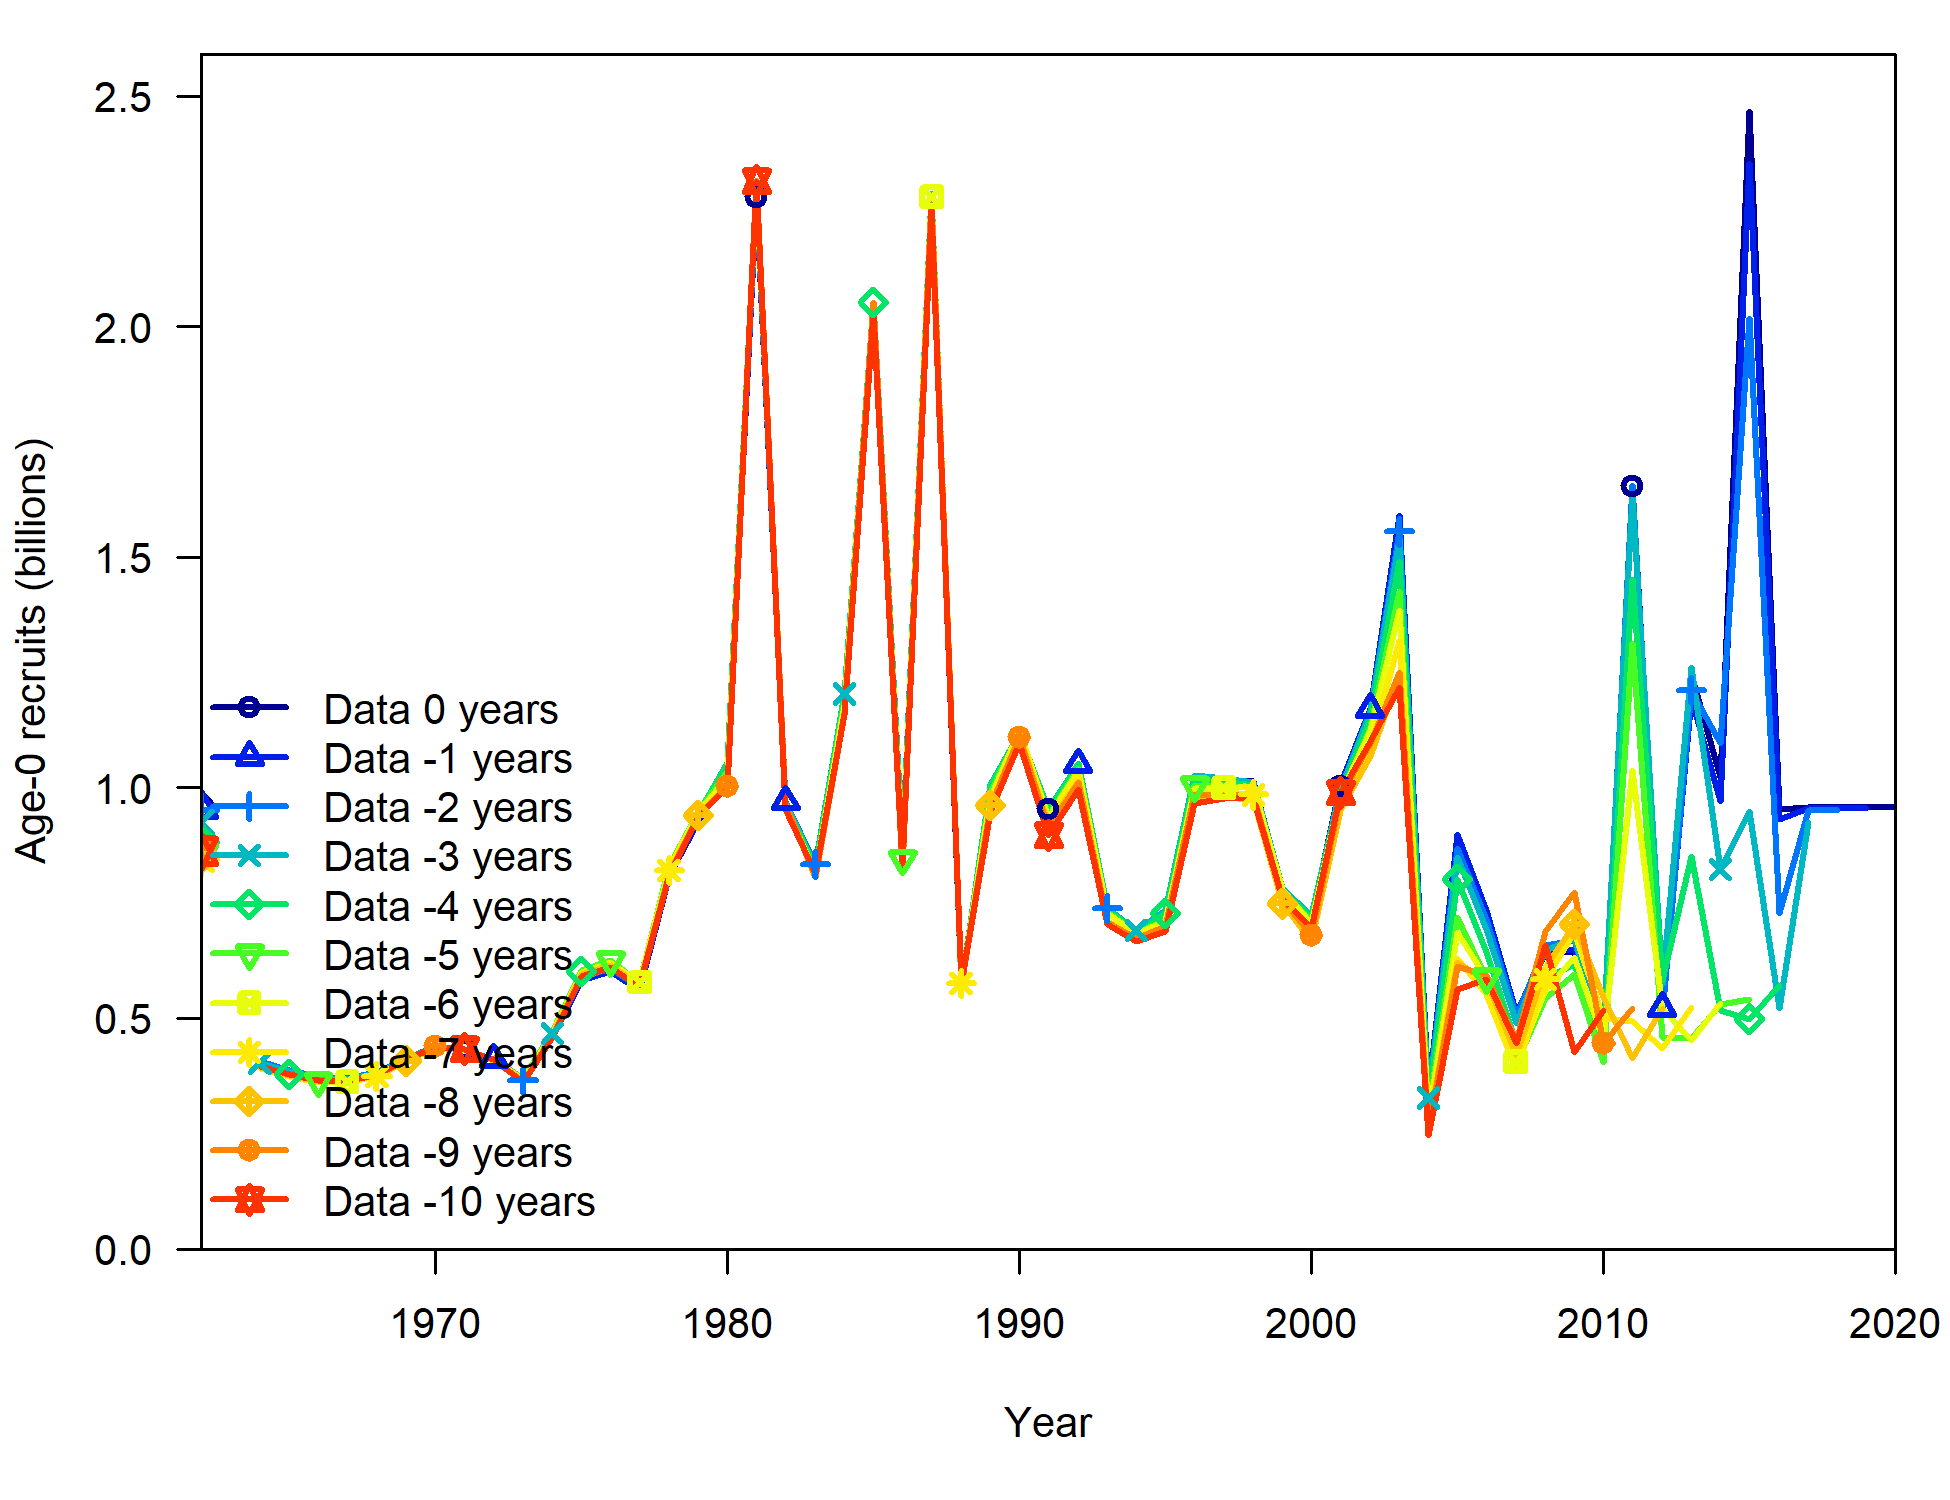 2.5
2.0
1.5
1.0
0.5
0.0
Age-0 recruits (billions)
Data 0 years
Data -1 years
Data -2 years
Data -3 years
Data -4 years
Data -5 years
Data -6 years
Data -7 years
Data -8 years
Data -9 years
Data -10 years
1970 1980 1990 2000 2010 2020
Year